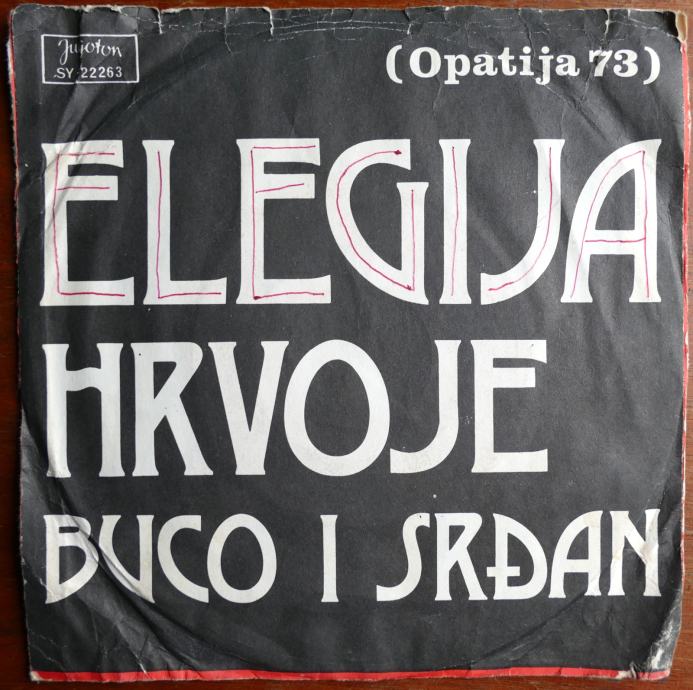 Jugoton
SY 22263
(Opatija 73)
ELEGIJA
HRVOJE
BUCO I SRĐAN